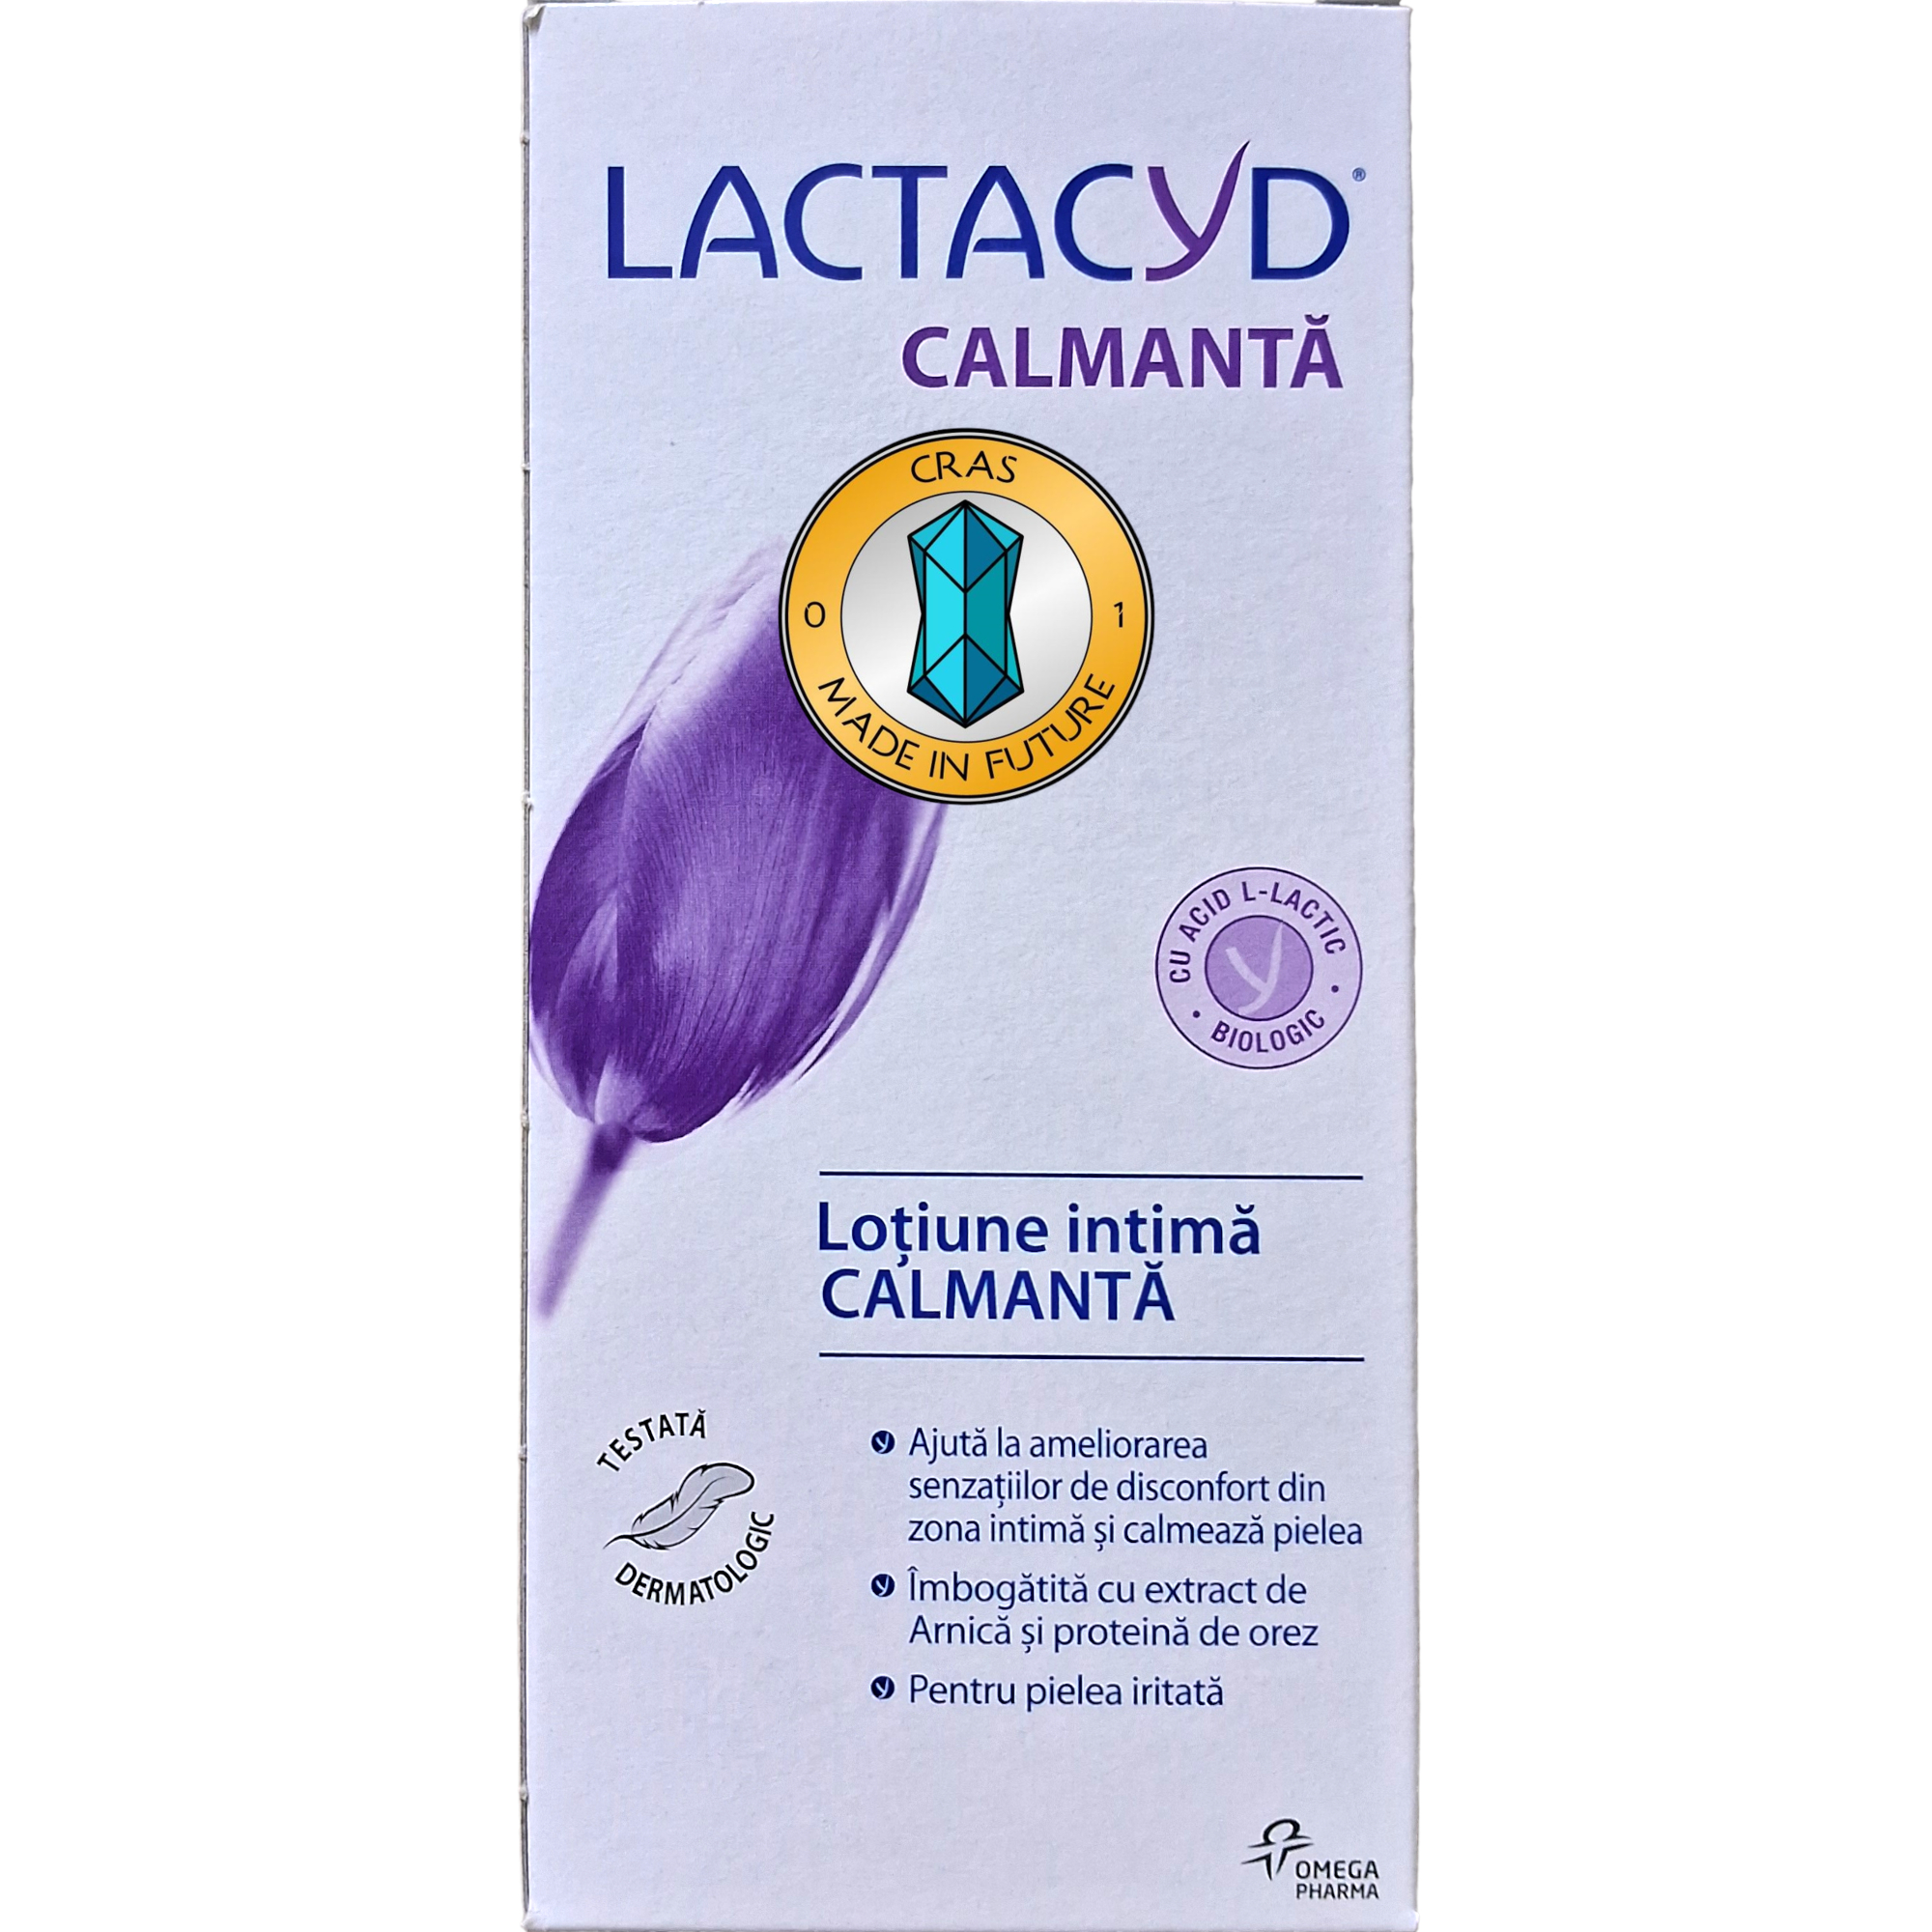 LACTACYD®
CALMANTĂ
CRAS
0 1
MADE IN FUTURE
CU ACID L-LACTIC
• BIOLOGIC •
Loțiune intimă
CALMANTĂ
TESTATĂ
DERMATOLOGIC
Ajută la ameliorarea
senzațiilor de disconfort din
zona intimă și calmează pielea
Îmbogătită cu extract de
Arnică și proteină de orez
Pentru pielea iritată
OMEGA
PHARMA